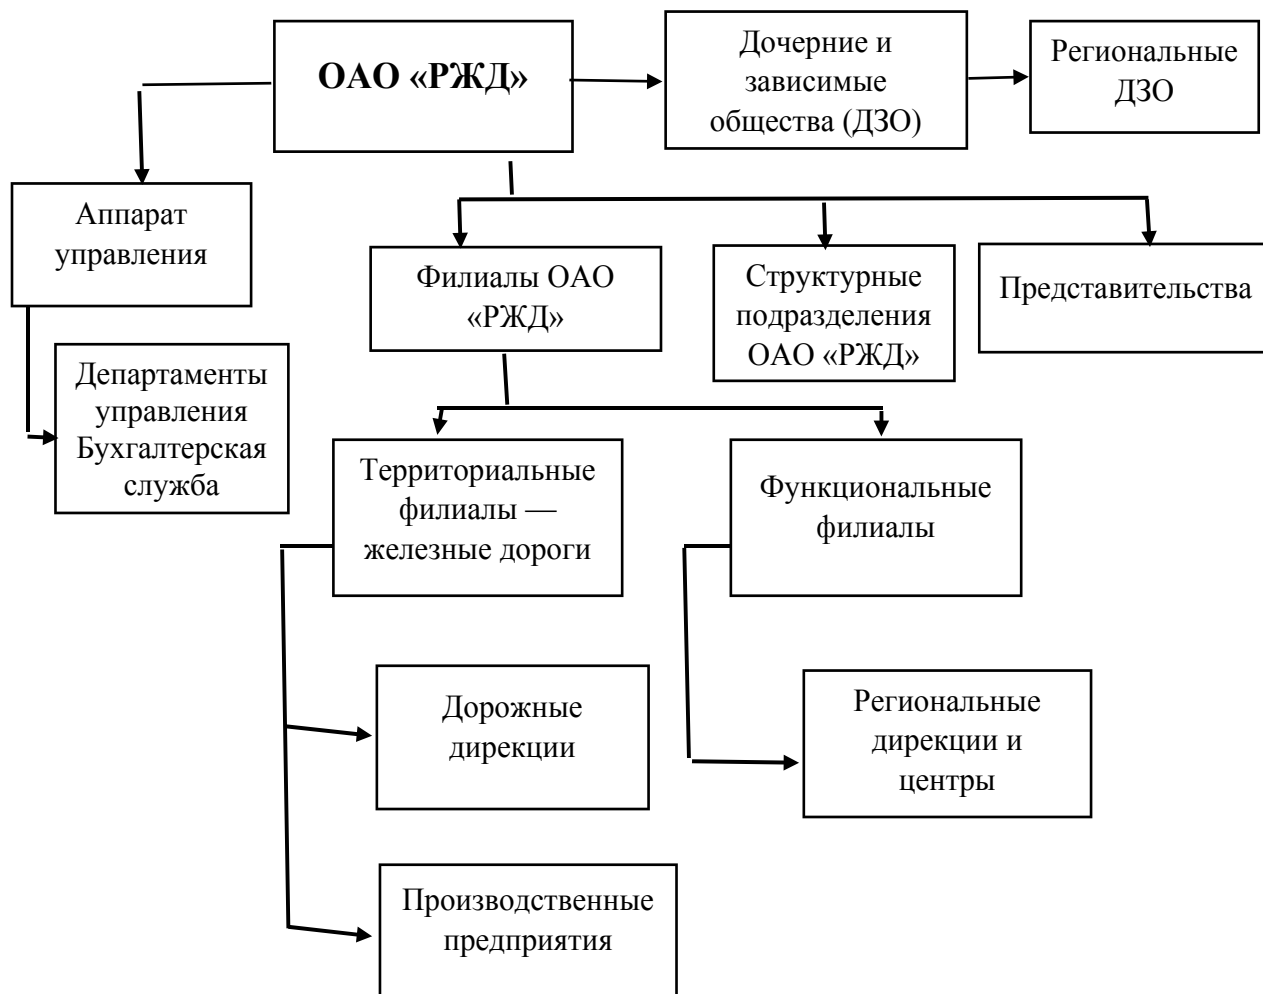 ОАО «РЖД»
Дочерние и
зависимые
общества (ДЗО)
Региональные
ДЗО
Аппарат
управления
Филиалы ОАО
«РЖД»
Структурные
подразделения
ОАО «РЖД»
Представительства
Департаменты
управления
Бухгалтерская
служба
Территориальные
филиалы —
железные дороги
Функциональные
филиалы
Дорожные
дирекции
Региональные
дирекции и
центры
Производственные
предприятия